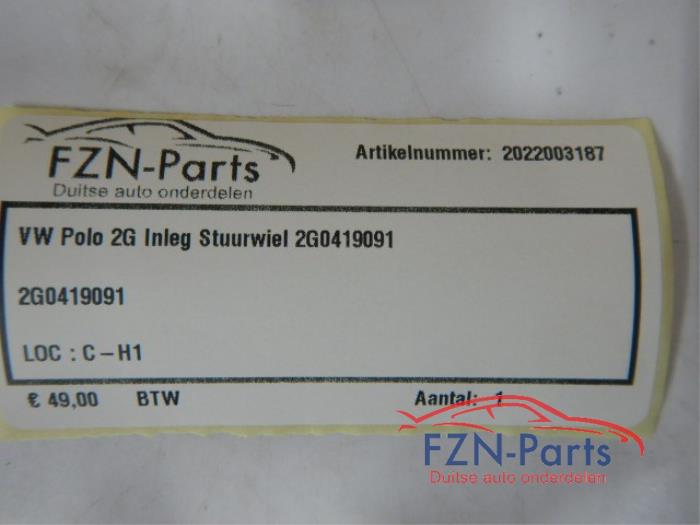 FZN-Parts
Duitse auto onderdelen
Artikelnummer: 2022003187
VW Polo 2G Inleg Stuurwiel 2G0419091
2G0419091
LOC : C-H1
€ 49,00 BTW Aantal: 1
FZN-Parts
Duitse auto onderdelen